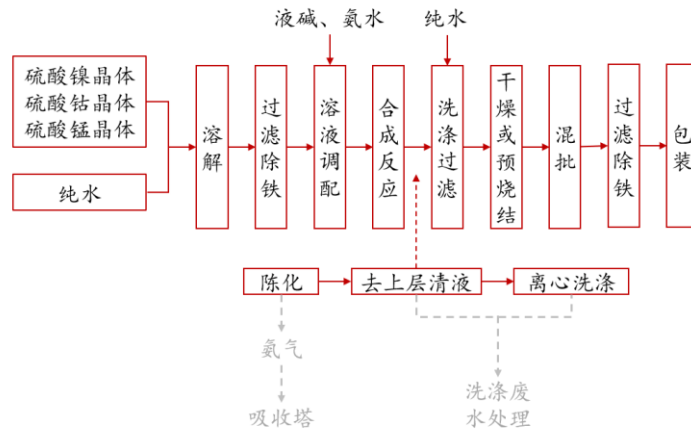 液碱、氨水
纯水
硫酸镍晶体
硫酸钴晶体
硫酸锰晶体
纯水
溶解
过滤除铁
溶液调配
合成反应
洗涤过滤
干燥或预烧结
混批
过滤除铁
包装
陈化
去上层清液
离心洗涤
氨气
吸收塔
洗涤废
水处理